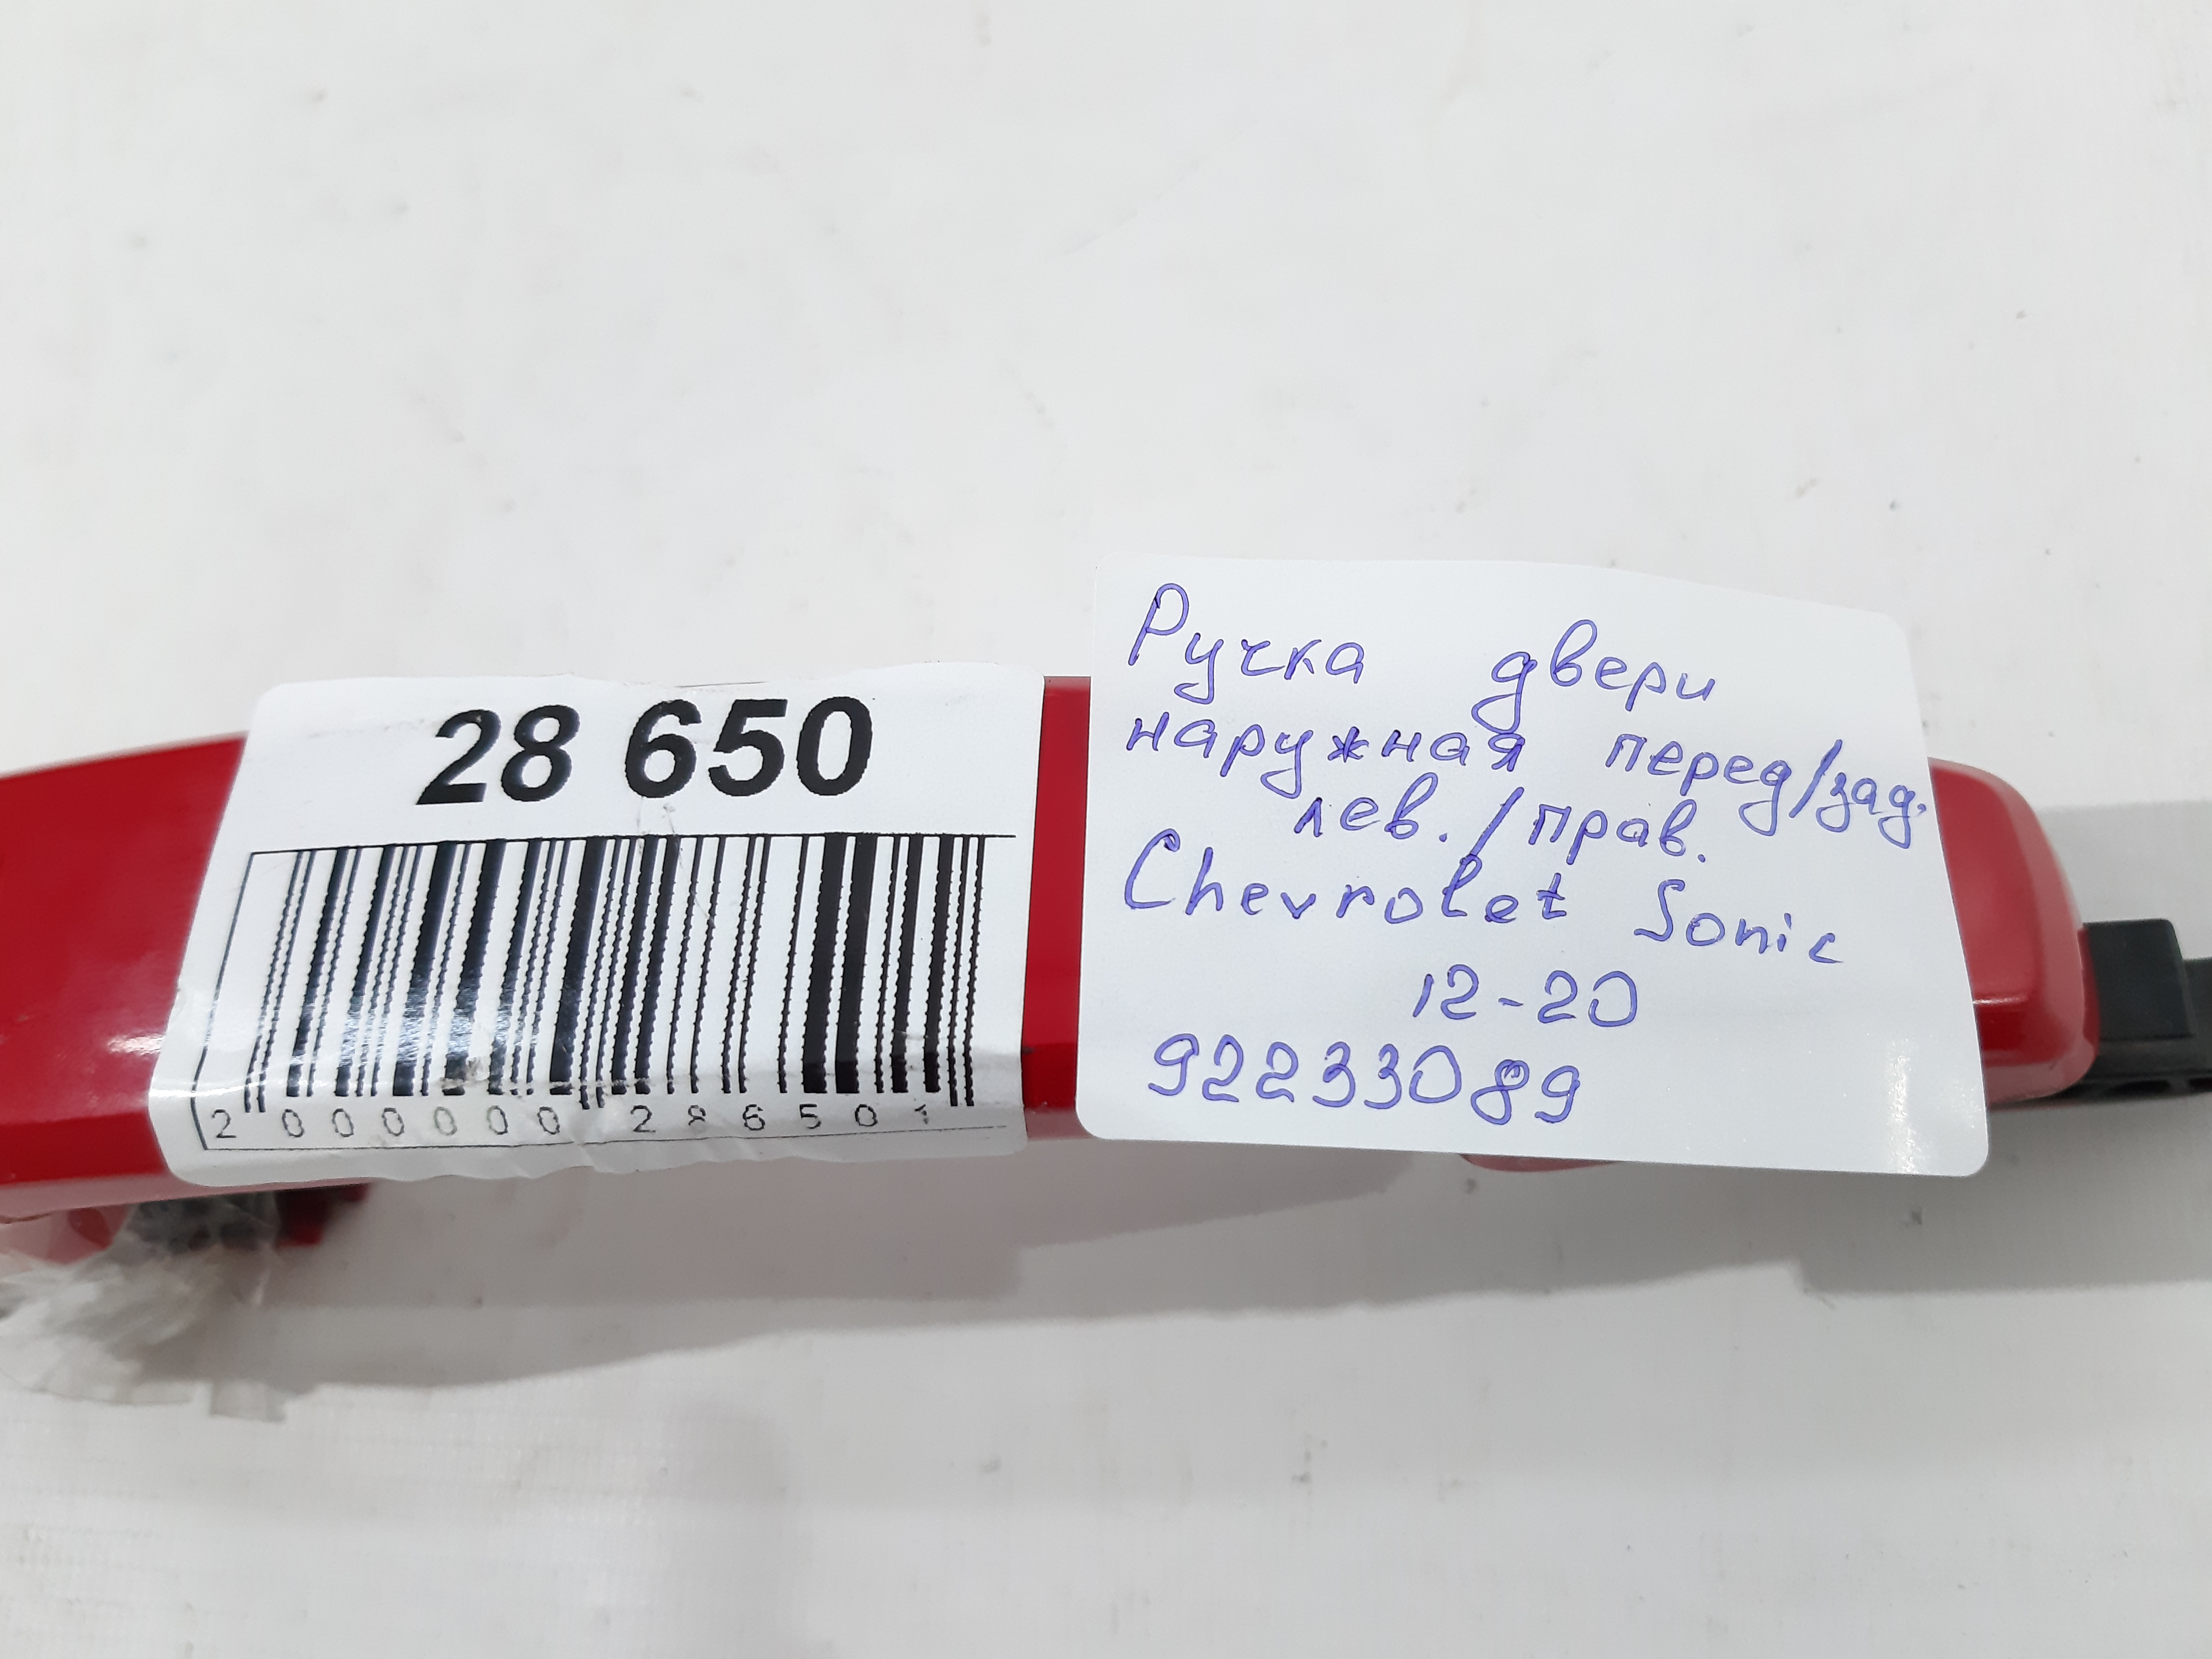 28 650
2 000000 286501
Ручка двери
наружная перед/зад.
лев./прав.
Chevrolet Sonic
12-20
92233089